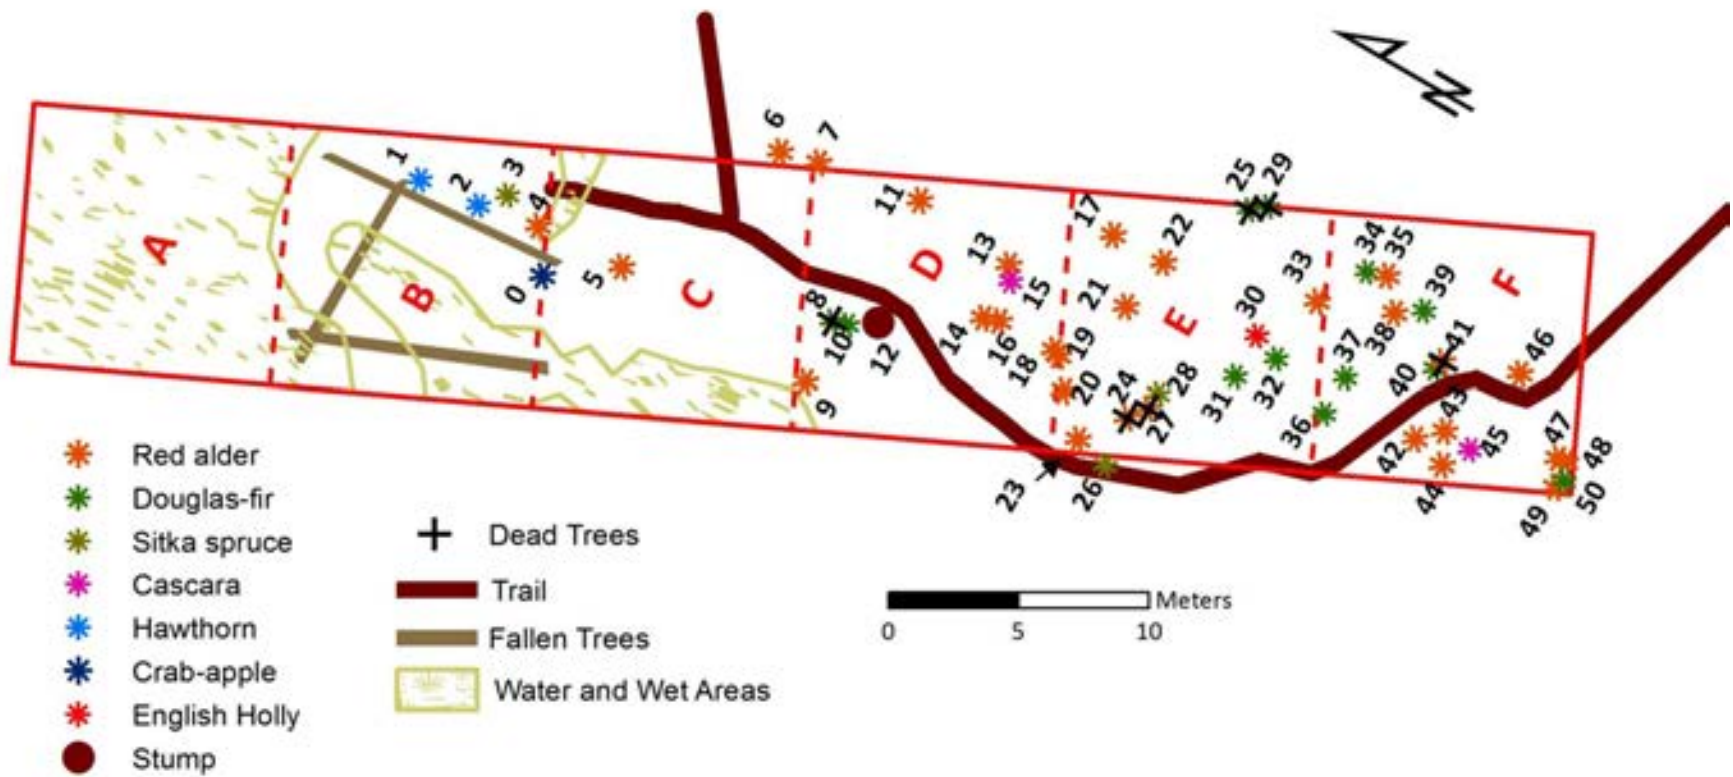 N
6
7
25
29
1
2
3
4
11
17
22
34
35
A
B
0
5
C
D
13
15
21
E
33
30
39
F
8
10
12
14
16
18
19
20
24
28
27
31
32
37
38
40
41
46
9
23
26
36
42
43
45
44
47
48
49
50
Red alder
Douglas-fir
Sitka spruce
Cascara
Hawthorn
Crab-apple
English Holly
Stump
Dead Trees
Trail
Fallen Trees
Water and Wet Areas
Meters
0 5 10